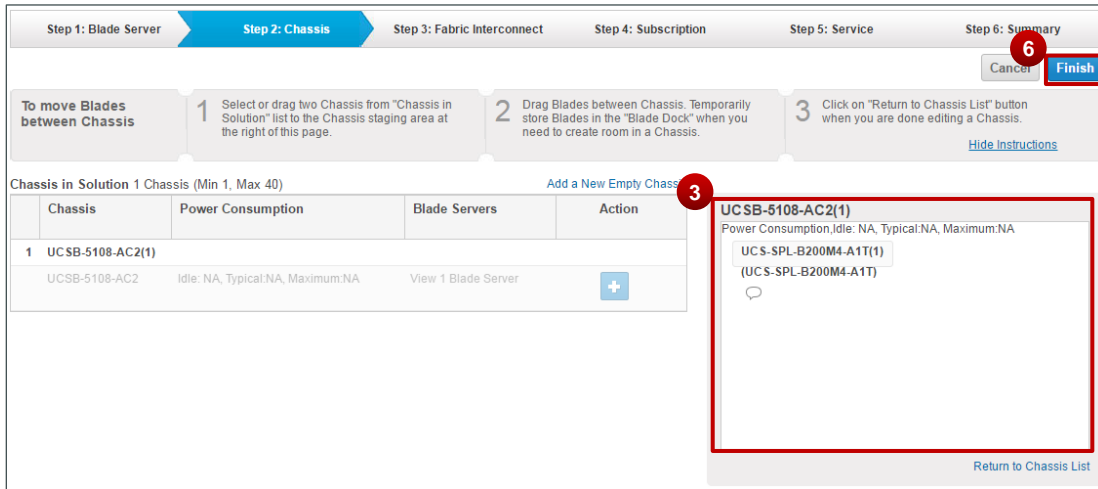 Step 1: Blade Server
Step 2: Chassis
Step 3: Fabric Interconnect
Step 4: Subscription
Step 5: Service
Step 6: Summary
6
Cancel
Finish
To move Blades
between Chassis
1
Select or drag two Chassis from "Chassis in
Solution" list to the Chassis staging area at
the right of this page.
2
Drag Blades between Chassis. Temporarily
store Blades in the "Blade Dock" when you
need to create room in a Chassis.
3
Click on "Return to Chassis List" button
when you are done editing a Chassis.
Hide Instructions
Chassis in Solution 1 Chassis (Min 1, Max 40)
Add a New Empty Chassis
3
Chassis
Power Consumption
Blade Servers
Action
1 UCSB-5108-AC2(1)
UCSB-5108-AC2
Idle: NA, Typical:NA, Maximum:NA
View 1 Blade Server
UCSB-5108-AC2(1)
Power Consumption,Idle: NA, Typical:NA, Maximum:NA
UCS-SPL-B200M4-A1T(1)
(UCS-SPL-B200M4-A1T)
Return to Chassis List